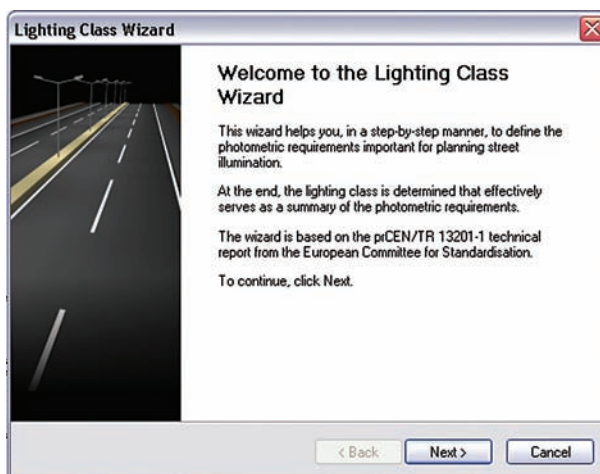 Lighting Class Wizard
Welcome to the Lighting Class
Wizard
This wizard helps you, in a step-by-step manner, to define the
photometric requirements important for planning street
illumination.
At the end, the lighting class is determined that effectively
serves as a summary of the photometric requirements.
The wizard is based on the prCEN/TR 13201-1 technical
report from the European Committee for Standardisation.
To continue, click Next.
< Back
Next >
Cancel